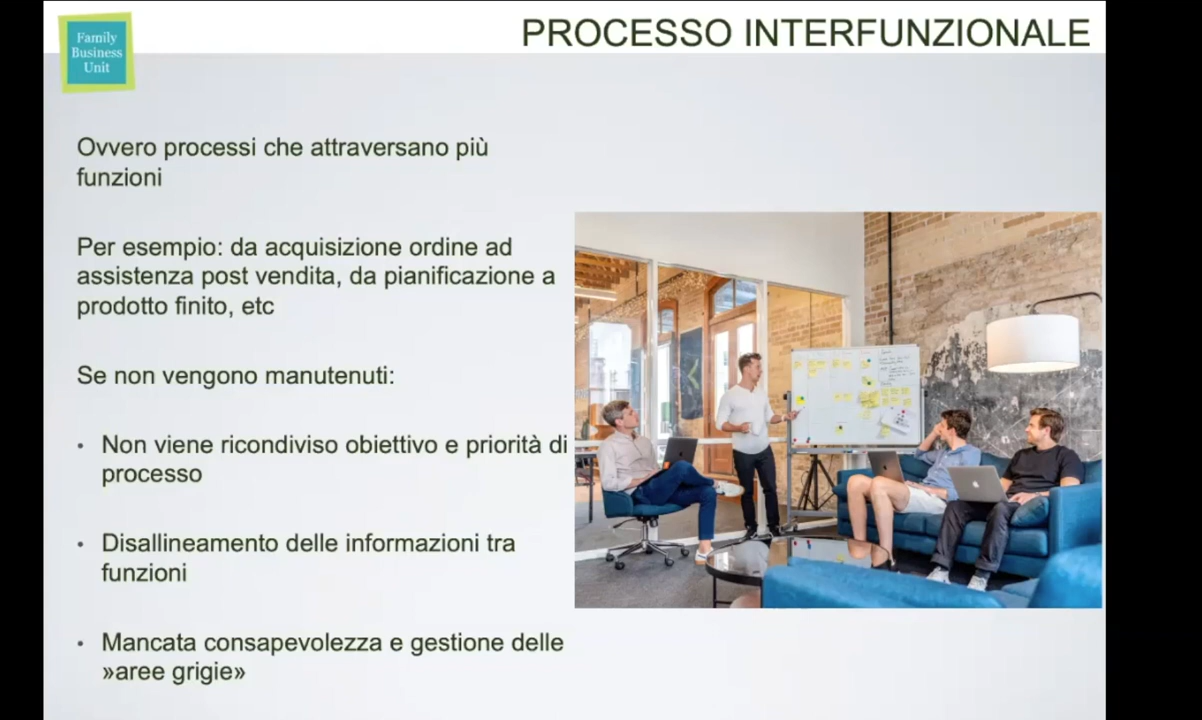 Family
Business
Unit
PROCESSO INTERFUNZIONALE
Ovvero processi che attraversano più
funzioni
Per esempio: da acquisizione ordine ad
assistenza post vendita, da pianificazione a
prodotto finito, etc
Se non vengono manutenuti:
• Non viene ricondiviso obiettivo e priorità di
processo
• Disallineamento delle informazioni tra
funzioni
• Mancata consapevolezza e gestione delle
»aree grigie»